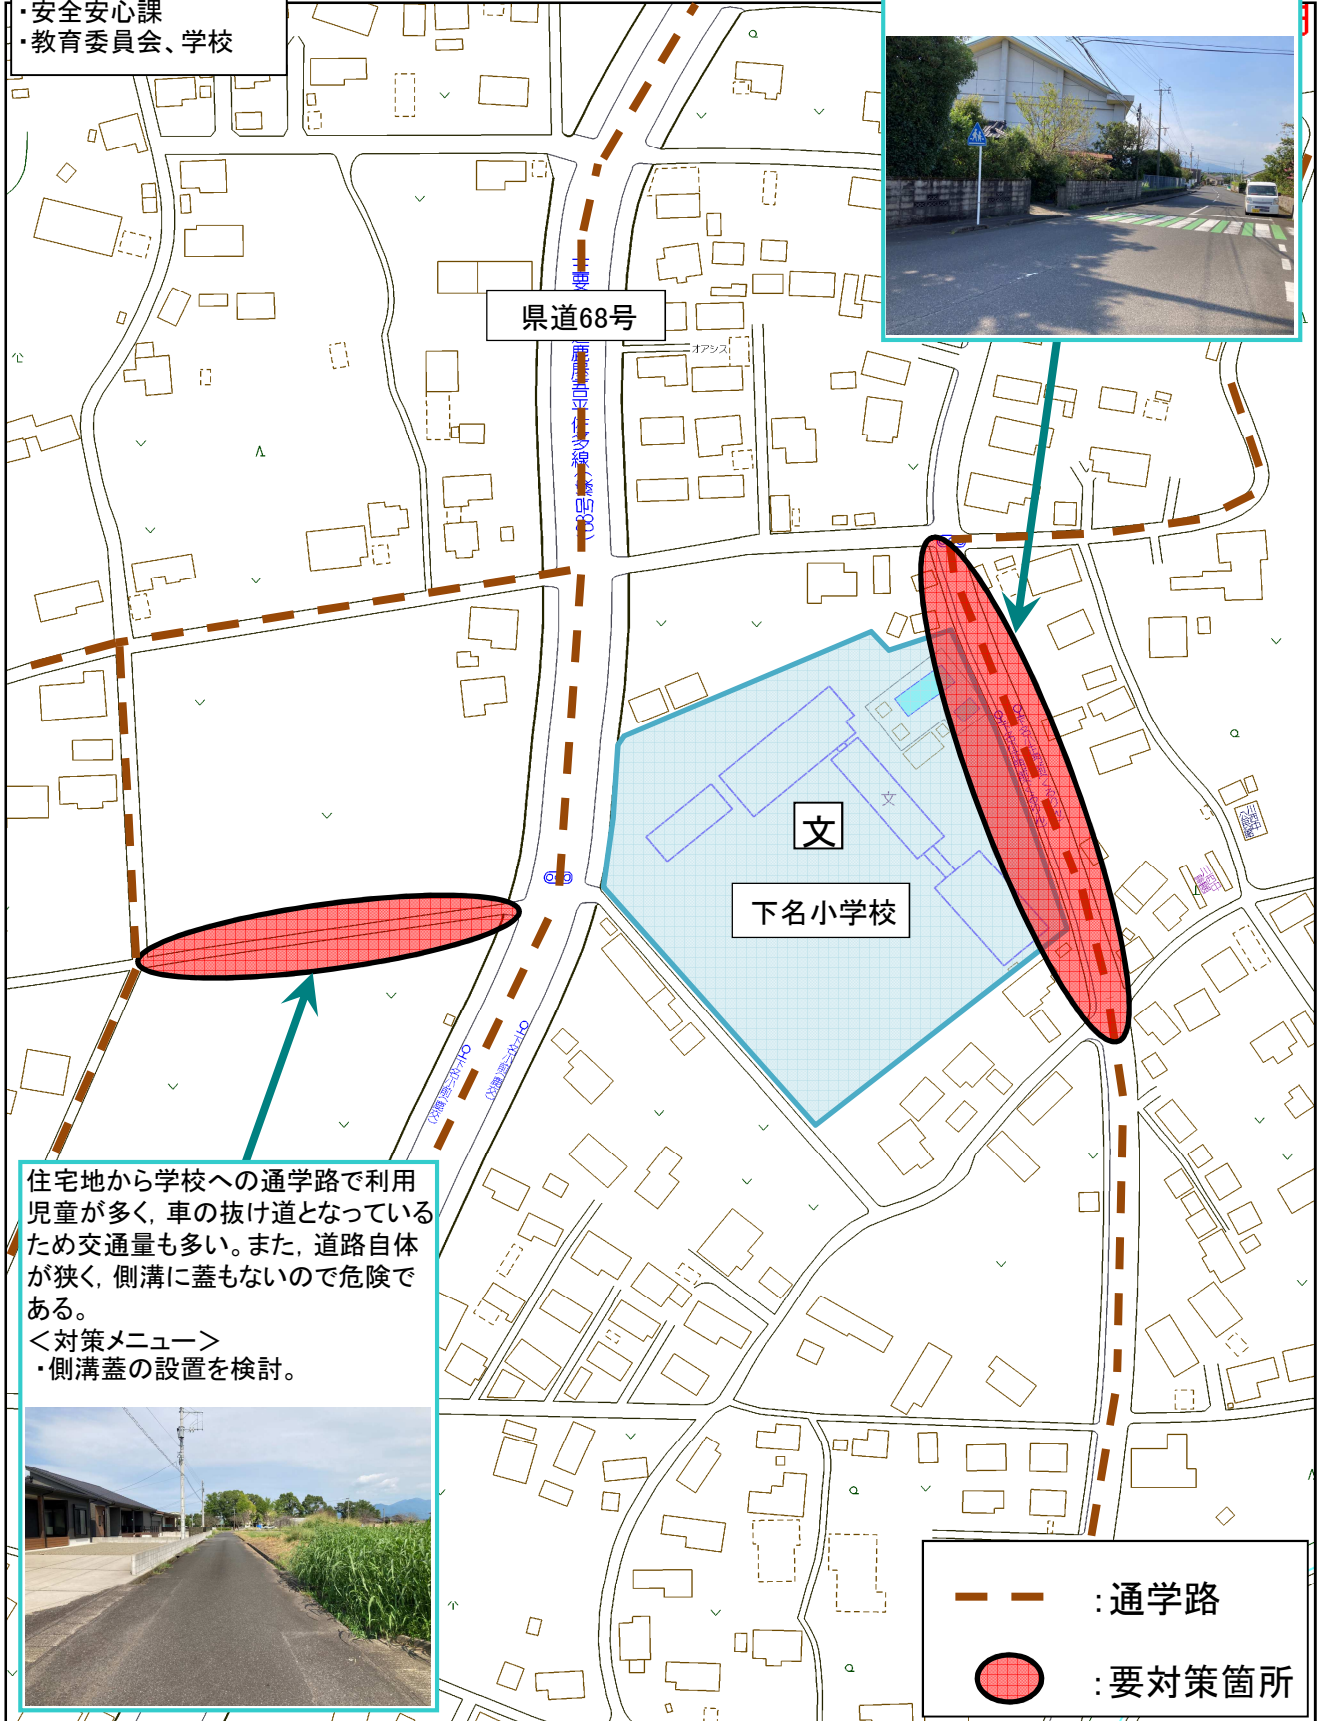 ・安全安心課
・教育委員会、学校
県道68号
オアシス
文
文
下名小学校
住宅地から学校への通学路で利用
児童が多く，車の抜け道となっている
ため交通量も多い。また，道路自体
が狭く，側溝に蓋もないので危険で
ある。
＜対策メニュー＞
・側溝蓋の設置を検討。
：通学路
：要対策箇所